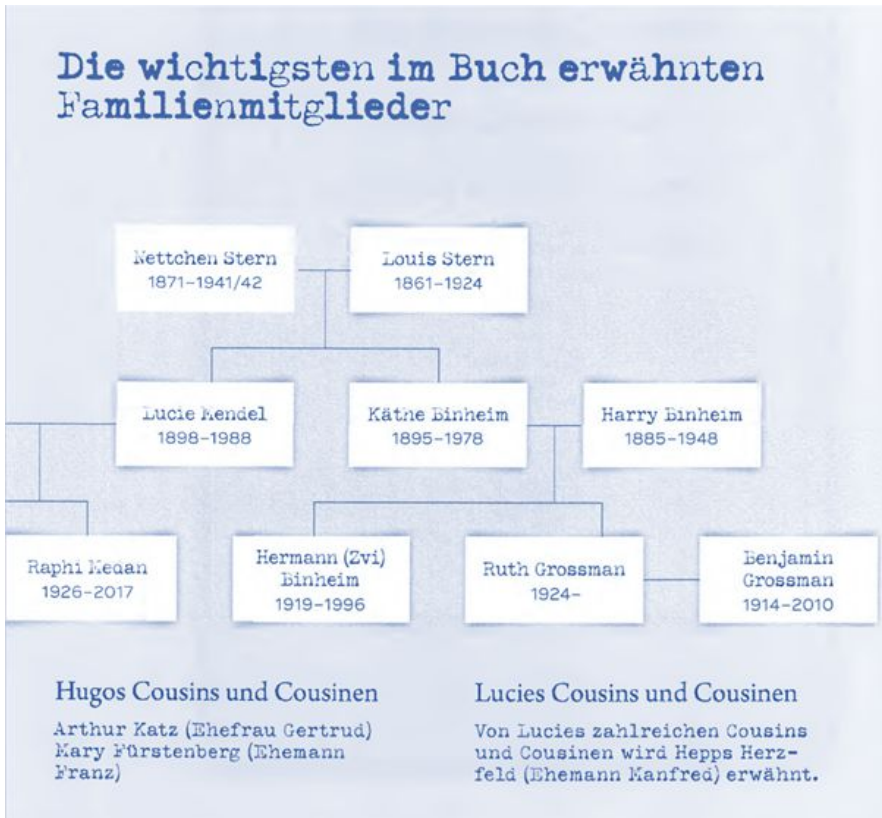 Die wichtigsten im Buch erwähnten
Familienmitglieder
Nettchen Stern
1871–1941/42
Louis Stern
1861–1924
Lucie Mendel
1898–1988
Käthe Binheim
1895–1978
Harry Binheim
1885–1948
Raphi Medan
1926–2017
Hermann (Zvi)
Binheim
1919–1996
Ruth Grossman
1924–
Benjamin
Grossman
1914–2010
Hugos Cousins und Cousinen
Arthur Katz (Ehefrau Gertrud)
Mary Fürstenberg (Ehemann
Franz)
Lucies Cousins und Cousinen
Von Lucies zahlreichen Cousins
und Cousinen wird Hepps Herz-
feld (Ehemann Manfred) erwähnt.